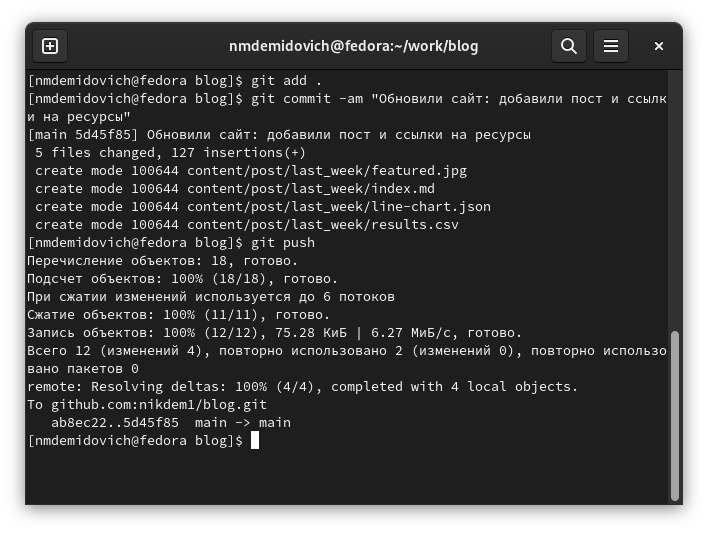 nmdemidovich@fedora:~/work/blog
[nmdemidovich@fedora blog]$ git add .
[nmdemidovich@fedora blog]$ git commit -am "Обновили сайт: добавили пост и ссылк
и на ресурсы"
[main 5d45f85] Обновили сайт: добавили пост и ссылки на ресурсы
 5 files changed, 127 insertions(+)
 create mode 100644 content/post/last_week/featured.jpg
 create mode 100644 content/post/last_week/index.md
 create mode 100644 content/post/last_week/line-chart.json
 create mode 100644 content/post/last_week/results.csv
[nmdemidovich@fedora blog]$ git push
Перечисление объектов: 18, готово.
Подсчет объектов: 100% (18/18), готово.
При сжатии изменений используется до 6 потоков
Сжатие объектов: 100% (11/11), готово.
Запись объектов: 100% (12/12), 75.28 КиБ | 6.27 МиБ/с, готово.
Всего 12 (изменений 4), повторно использовано 2 (изменений 0), повторно использо
вано пакетов 0
remote: Resolving deltas: 100% (4/4), completed with 4 local objects.
To github.com:nikdem1/blog.git
   ab8ec22..5d45f85  main -> main
[nmdemidovich@fedora blog]$